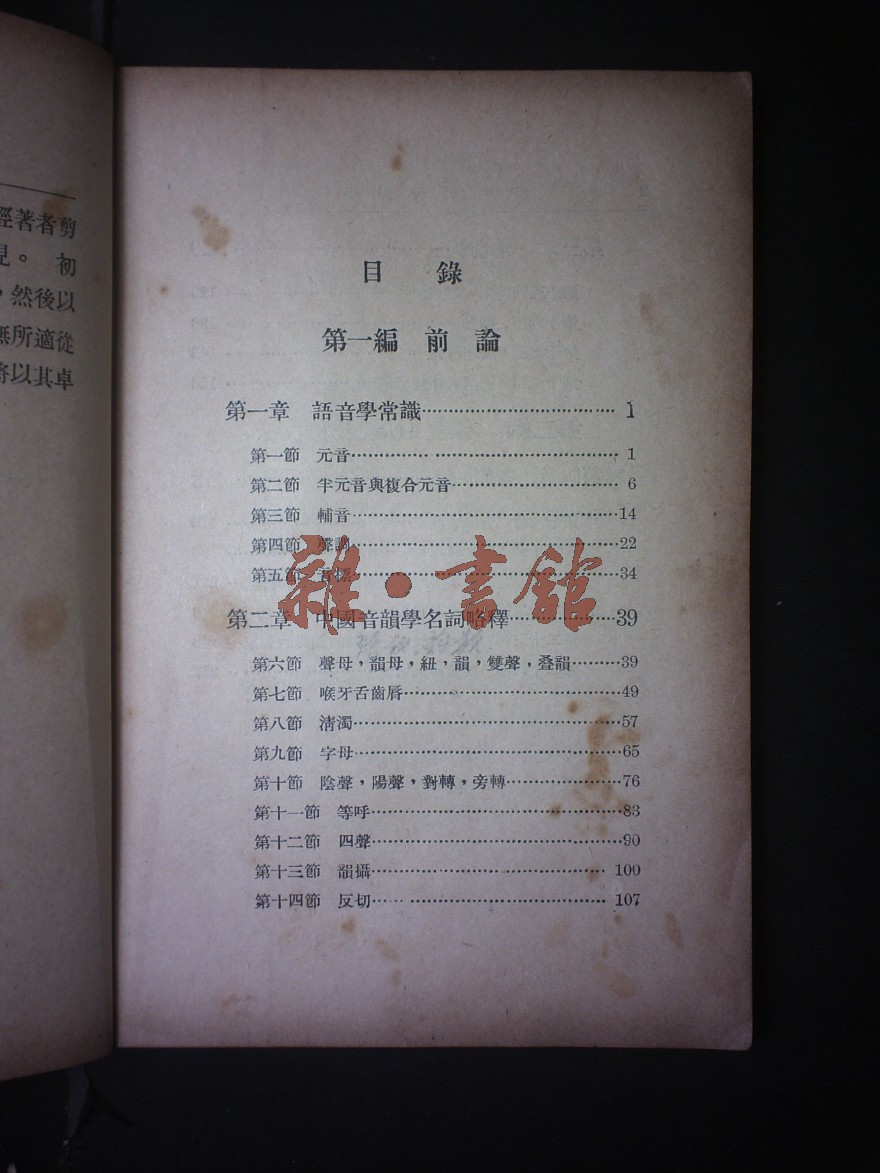 經著者剪
見。 初
，然後以
無所適從
將以其卓
目 錄
第一編 前 論
第一章 語音學常識 1
第一節 元音 1
第二節 半元音與複合元音 6
第三節 輔音 14
第四節 聲調 22
第五節 音標 34
第二章 中國音韻學名詞略釋 39
第六節 聲母，韻母，紐，韻，雙聲，叠韻 39
第七節 喉牙舌齒脣 49
第八節 淸濁 57
第九節 字母 65
第十節 陰聲，陽聲，對轉，旁轉 76
第十一節 等呼 83
第十二節 四聲 90
第十三節 韻攝 100
第十四節 反切 107
雜·書館